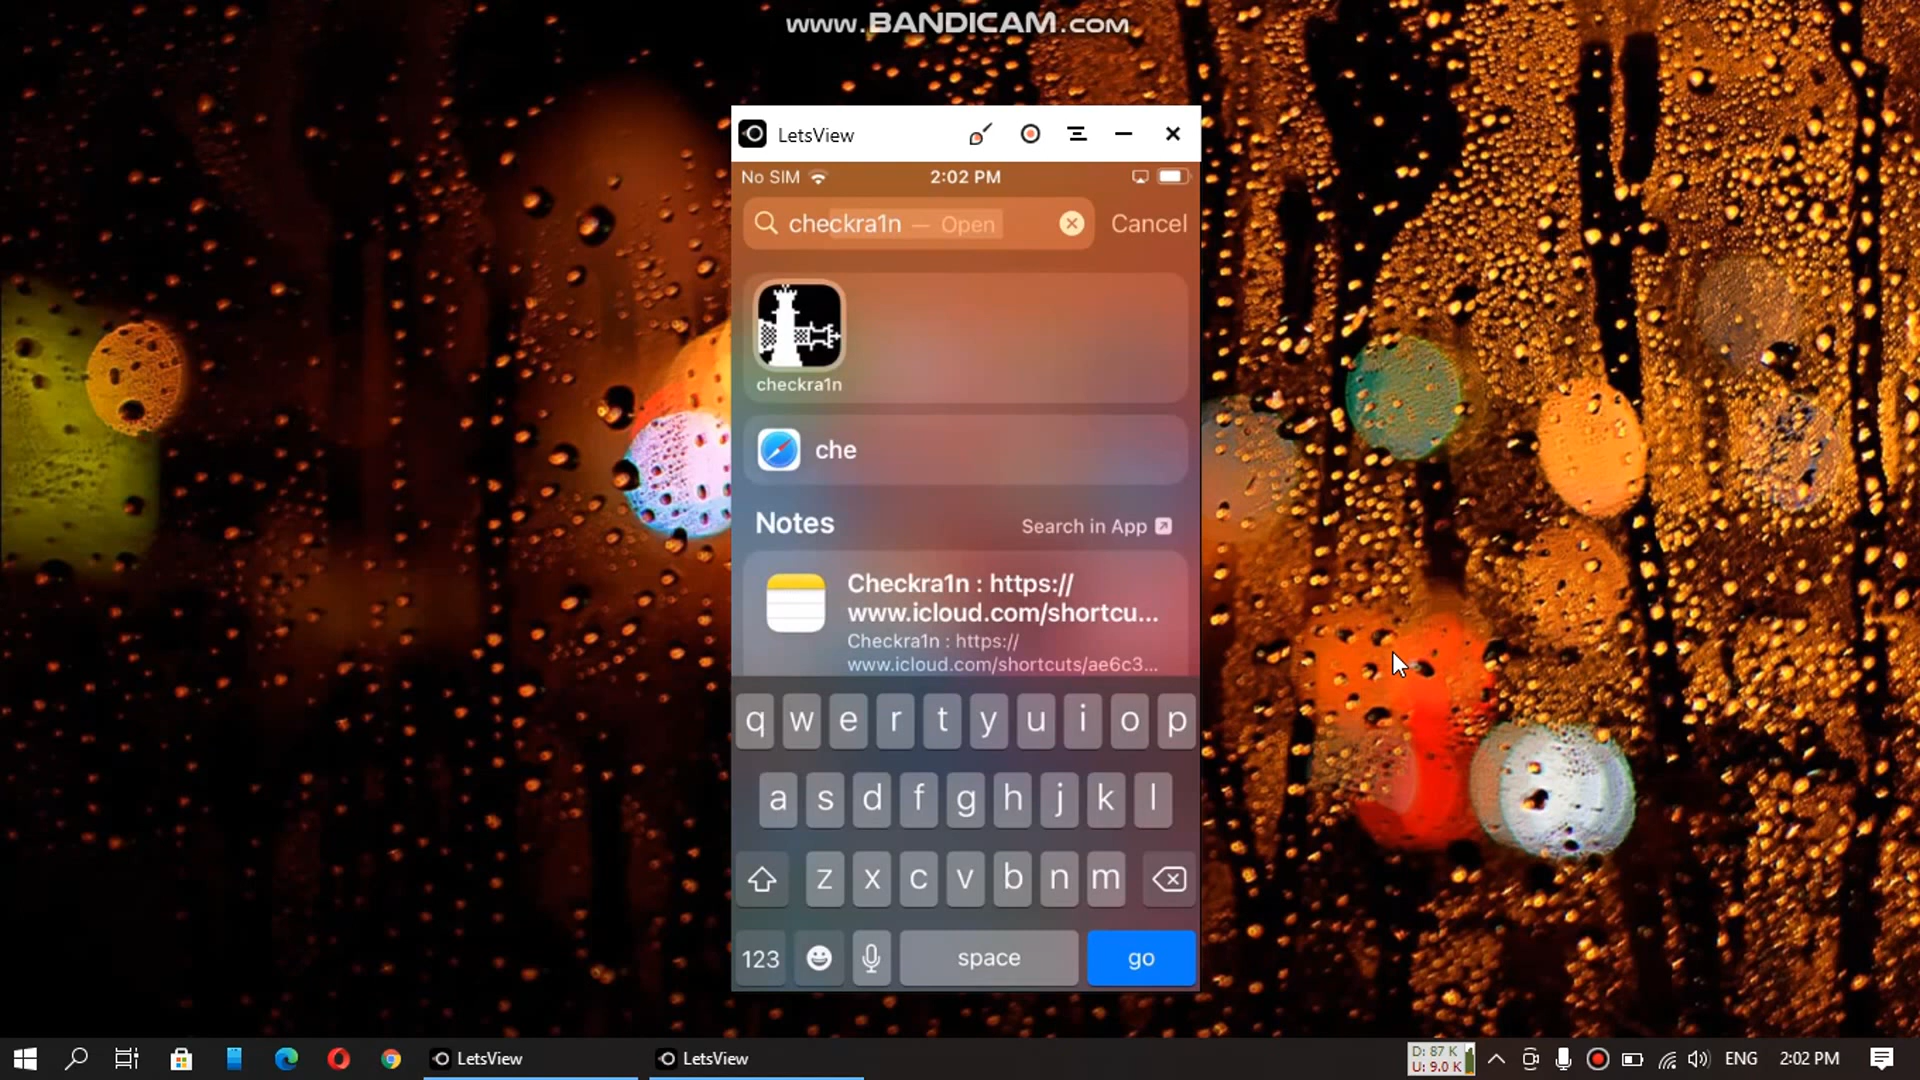 www.BANDICAM.com
LetsView
No SIM
2:02 PM
checkra1n — Open
Cancel
checkra1n
che
Notes
Search in App
Checkra1n : https://
www.icloud.com/shortcu...
Checkra1n : https://
www.icloud.com/shortcuts/ae6c3...
q w e r t y u i o p
a s d f g h j k l
z x c v b n m
123
space
go
LetsView
LetsView
D: 87 K
U: 9.0 K
ENG
2:02 PM